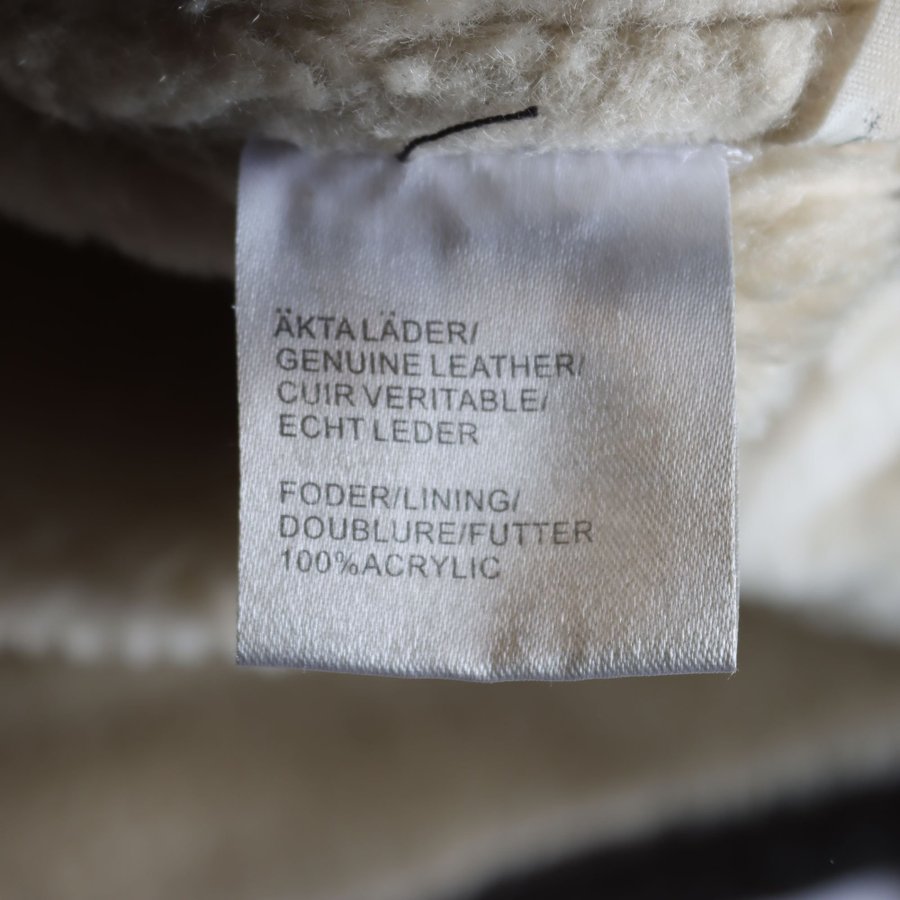 ÄKTA LÄDER/
GENUINE LEATHER/
CUIR VERITABLE/
ECHT LEDER
FODER/LINING/
DOUBLURE/FUTTER
100%ACRYLIC